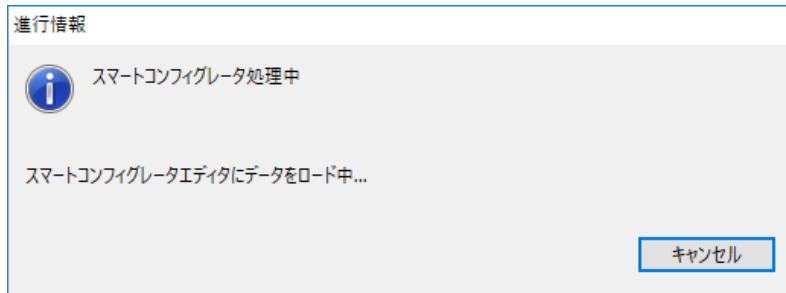 進行情報
スマートコンフィグレータ処理中
スマートコンフィグレータエディタにデータをロード中...
キャンセル